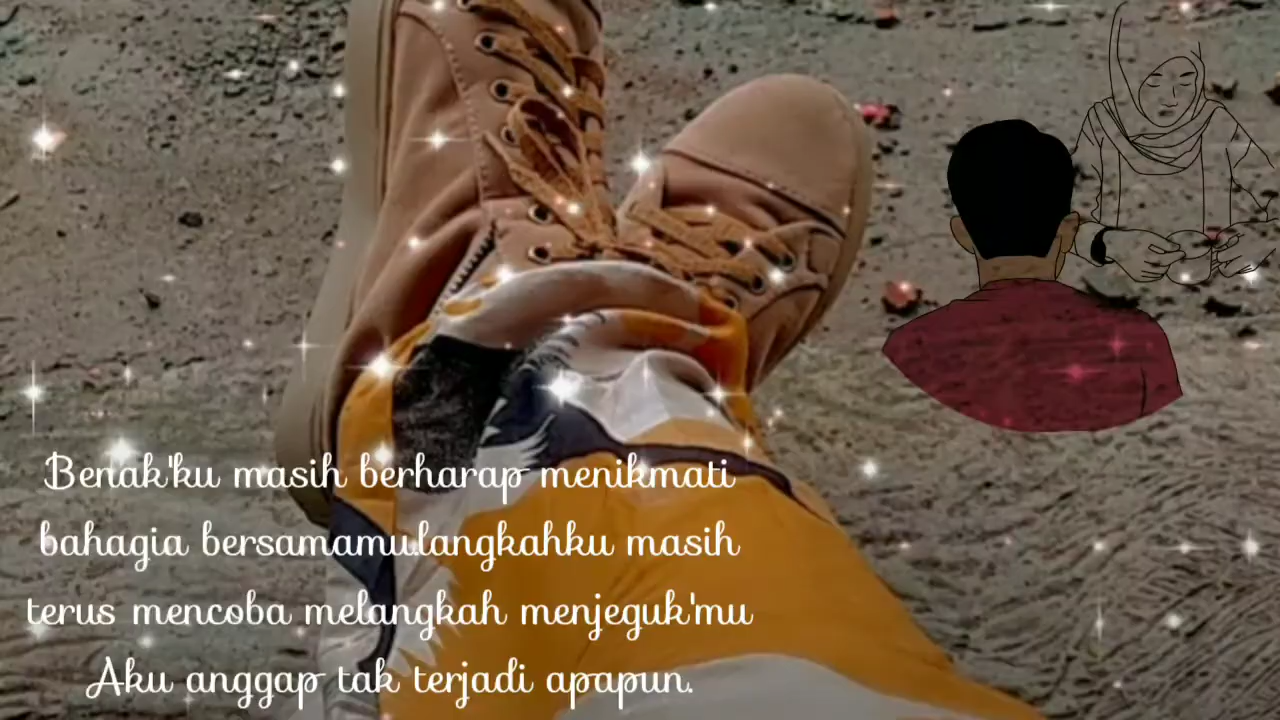 Benak'ku masih berharap menikmati
bahagia bersamamu.langkahku masih
terus mencoba melangkah menjeguk'mu
Aku anggap tak terjadi apapun.